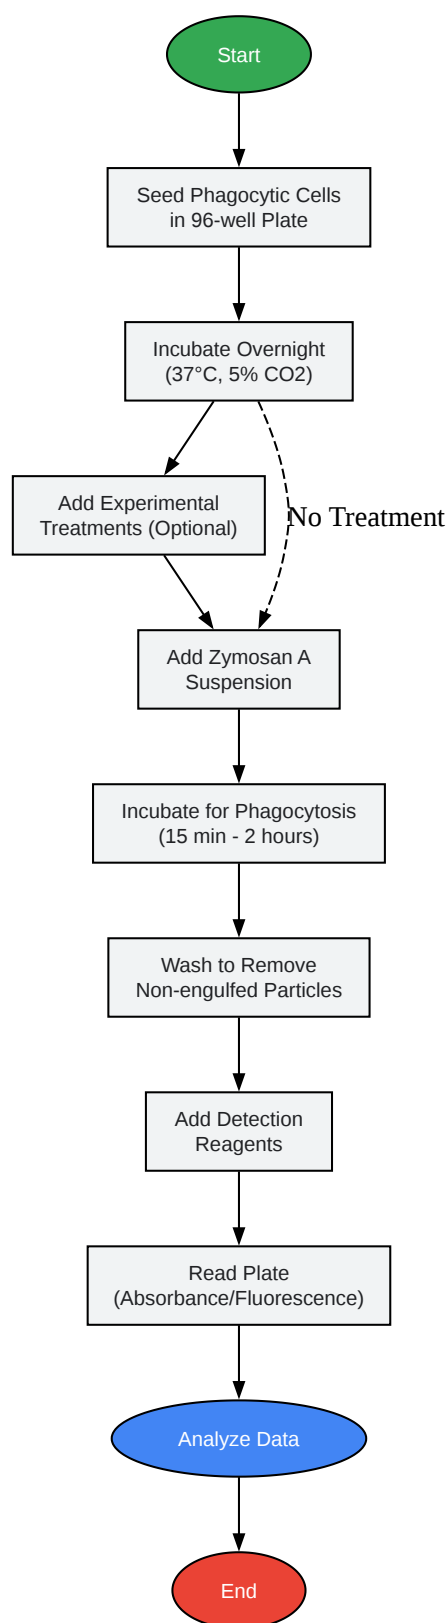 Start
Seed Phagocytic Cells
in 96-well Plate
Incubate Overnight
(37°C, 5% CO2)
Add Experimental
Treatments (Optional)
No Treatment
Add Zymosan A
Suspension
Incubate for Phagocytosis
(15 min - 2 hours)
Wash to Remove
Non-engulfed Particles
Add Detection
Reagents
Read Plate
(Absorbance/Fluorescence)
Analyze Data
End